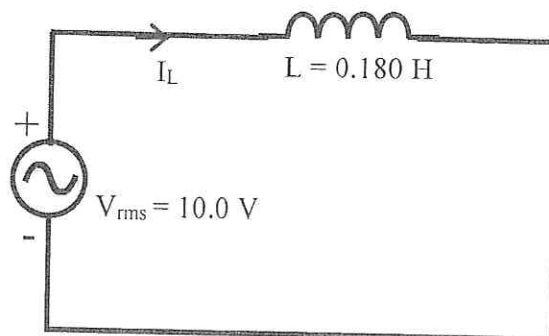 I_L
L = 0.180 H
+
V_rms = 10.0 V
-